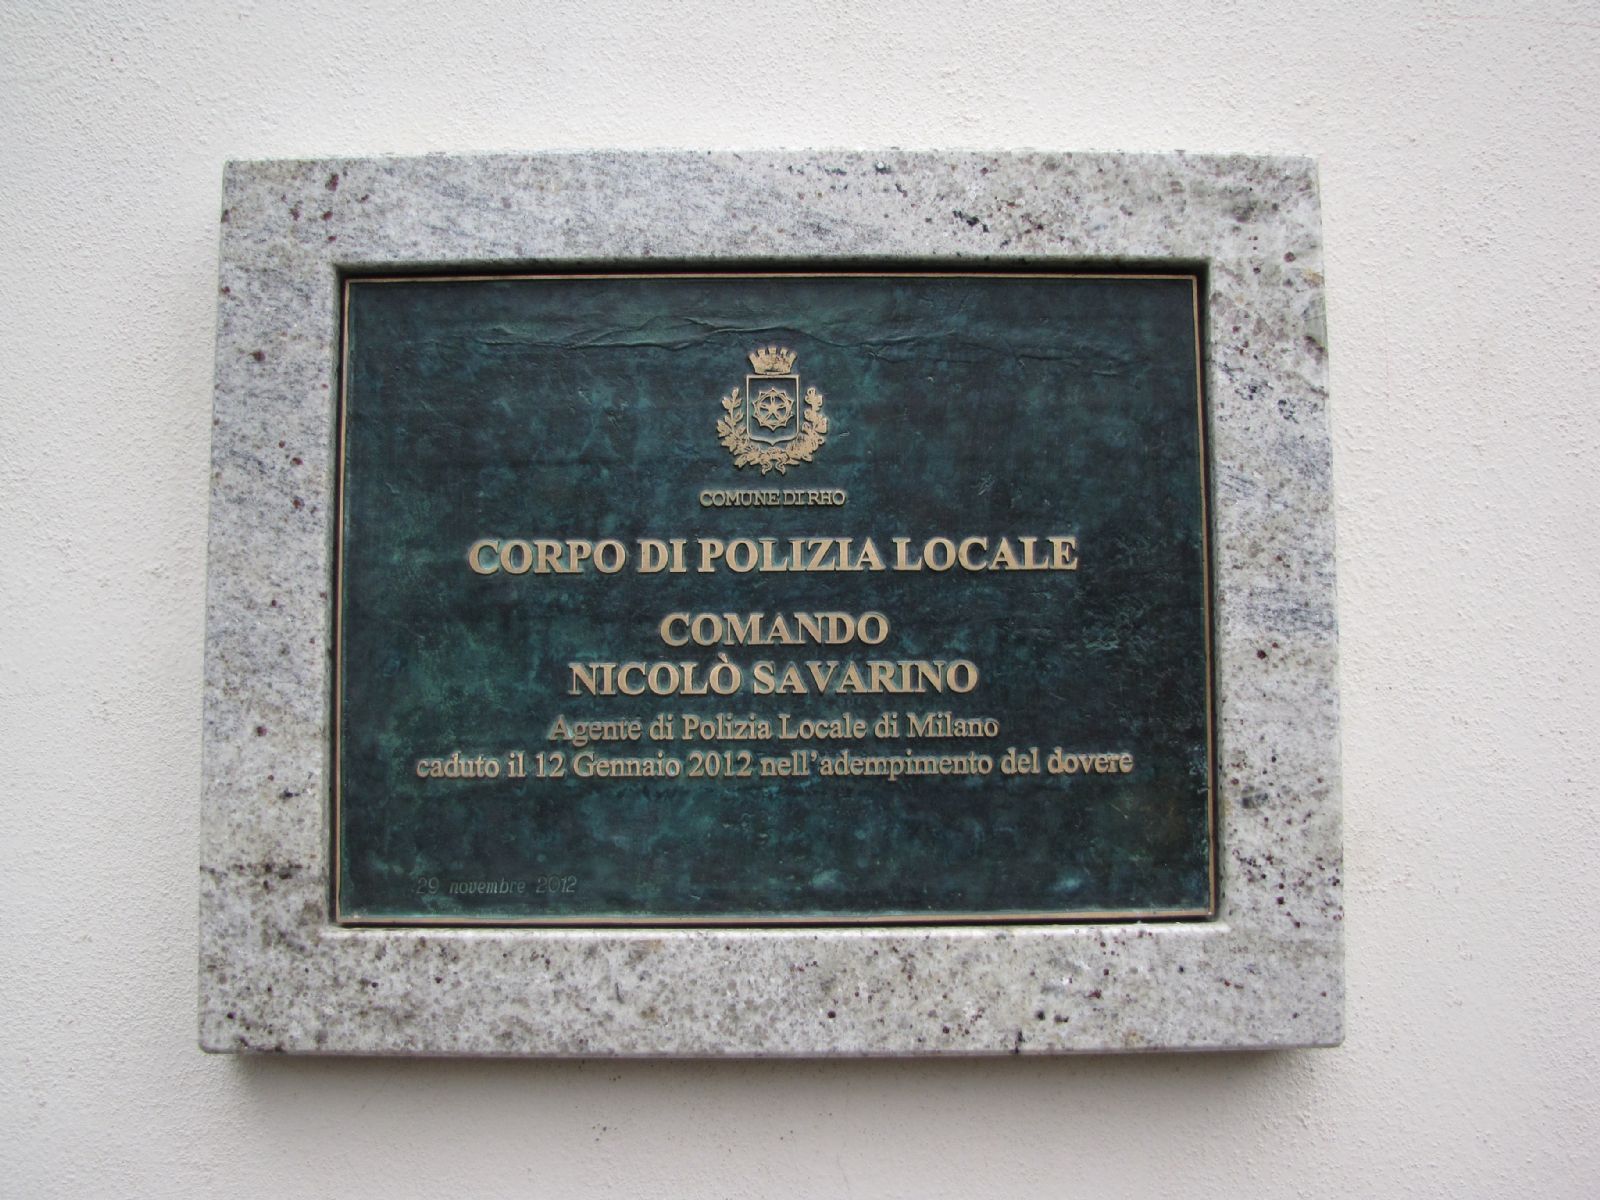 COMUNE DI RHO
CORPO DI POLIZIA LOCALE
COMANDO
NICOLÒ SAVARINO
Agente di Polizia Locale di Milano
caduto il 12 Gennaio 2012 nell'adempimento del dovere
29 novembre 2012